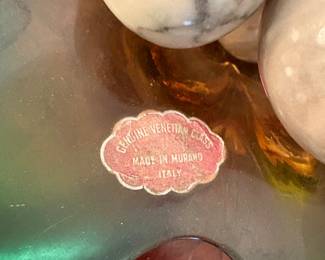 GENUINE VENETIAN GLASS
MADE IN MURANO
ITALY